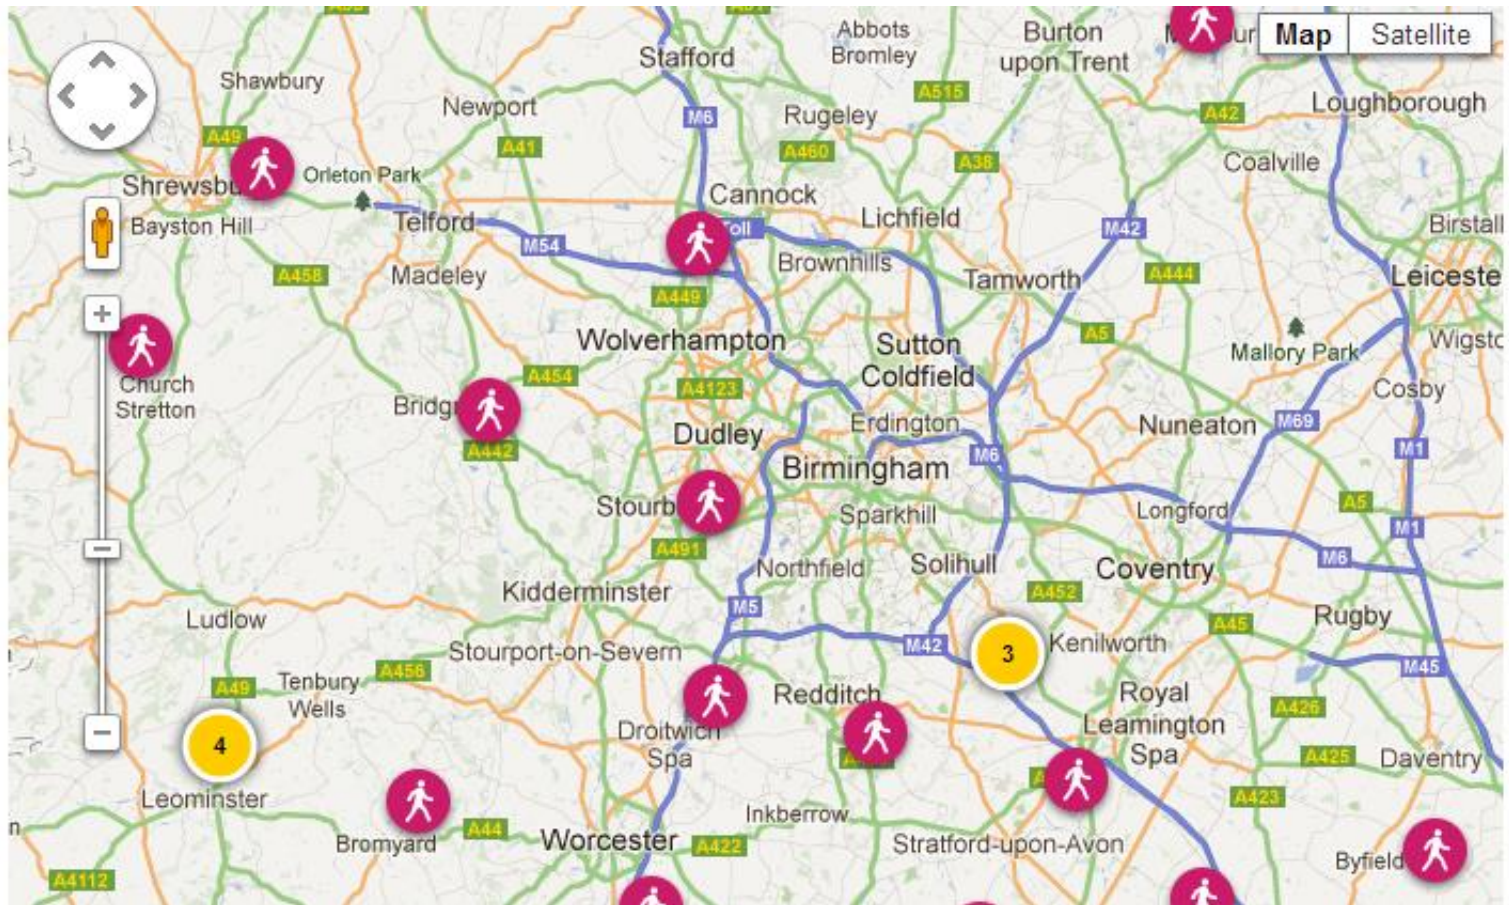 Stafford
Abbots
Bromley
Burton
upon Trent
Map
Satellite
Shawbury
Newport
M6
Rugeley
A515
A42
Loughborough
A49
A41
A460
A38
Coalville
Orleton Park
Shrewsbu
Cannock
Lichfield
Bayston Hill
Telford
M54
Toll
M42
Birstall
A458
Madeley
Brownhills
Tamworth
A444
Leiceste
A449
Wolverhampton
Sutton
Coldfield
A5
Mallory Park
Wigstc
Church
Stretton
A454
A4123
Cosby
Bridg
Erdington
Nuneaton
M69
A442
Dudley
Birmingham
M6
M1
Stourb
Sparkhill
Longford
A5
M1
A491
Northfield
Solihull
Coventry
M6
Kidderminster
M5
A452
Ludlow
A45
Rugby
Stourport-on-Severn
M42
3
Kenilworth
M45
A456
A49
Tenbury
Wells
Redditch
Royal
Leamington
Spa
A426
4
Droitwich
Spa
A425
Daventry
Leominster
A423
Inkberrow
Bromyard
A44
Worcester
A422
Stratford-upon-Avon
Byfield
A4112